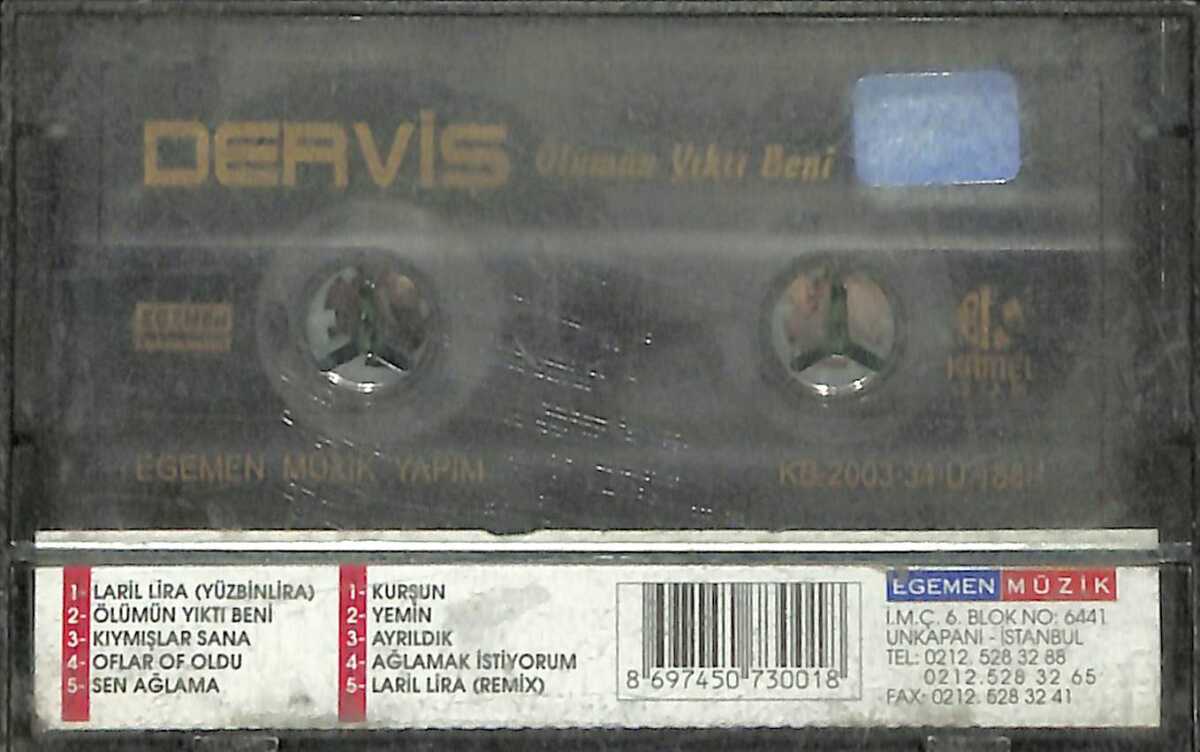 DERVİS Ölümün Yıktı Beni
EGEMEN
EGEMEN MÜZİK YAPIM
1- LARİL LİRA (YÜZBİNLİRA)
2- ÖLÜMÜN YIKTI BENİ
3- KIYMIŞLAR SANA
4- OFLAR OF OLDU
5- SEN AĞLAMA
1- KURŞUN
2- YEMİN
3- AYRILDIK
4- AĞLAMAK İSTİYORUM
5- LARİL LİRA (REMİX)
8 697450 730018
EGEMEN MÜZİK
İ.M.Ç. 6. BLOK NO: 6441
UNKAPANI - İSTANBUL
TEL: 0212. 528 32 88
0212.528 32 65
FAX: 0212. 528 32 41